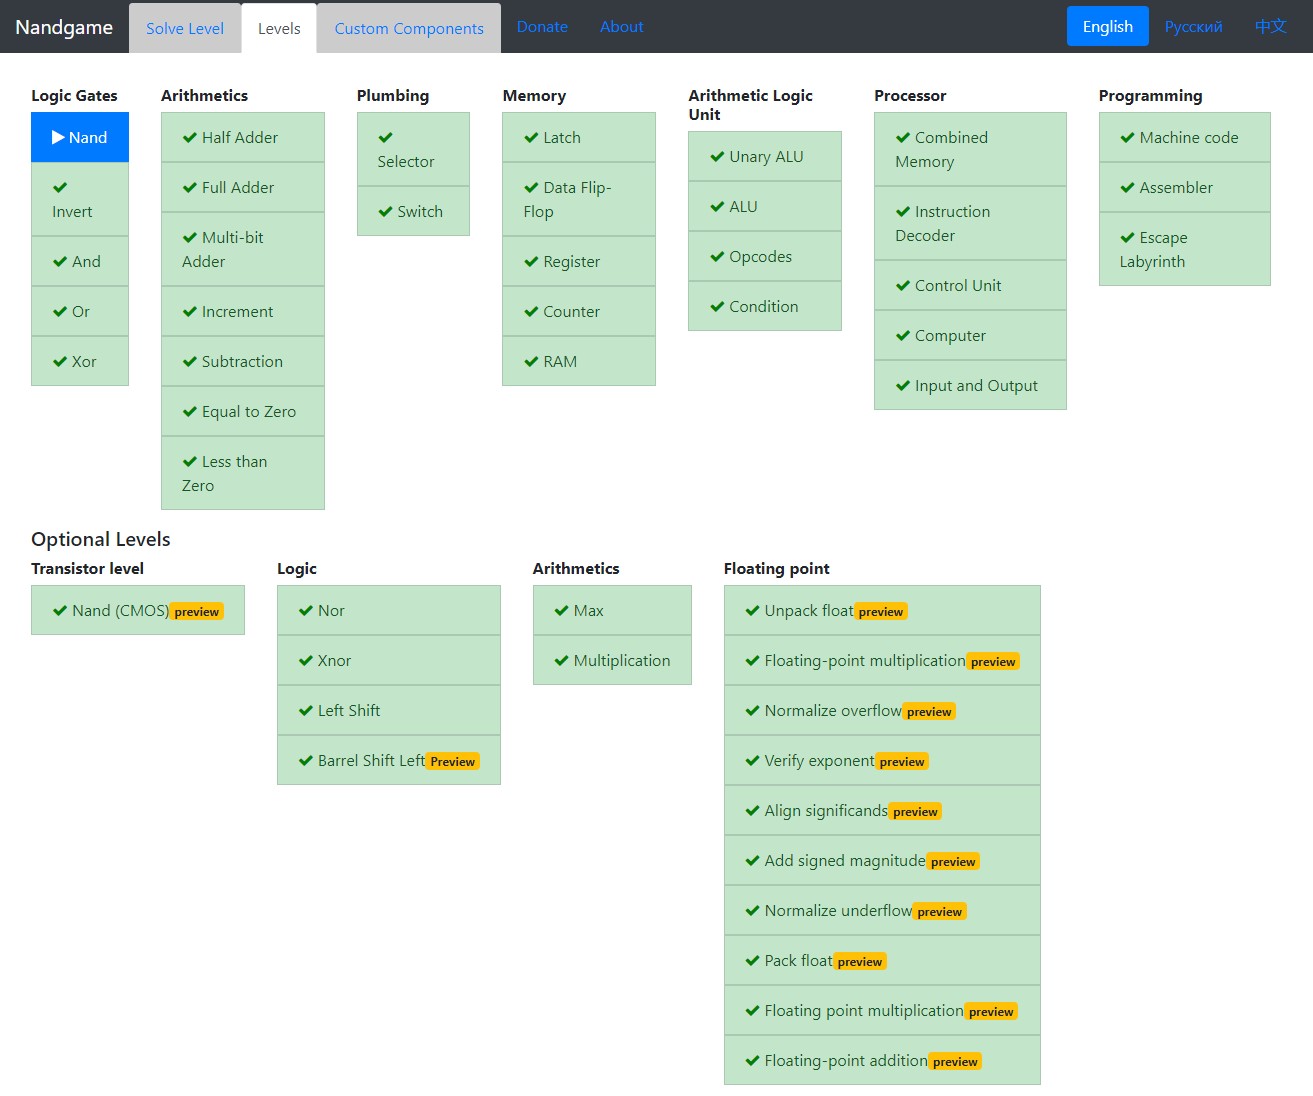 Nandgame Solve Level Levels Custom Components Donate About English Русский 中文
Logic Gates
Nand
Invert
And
Or
Xor
Arithmetics
Half Adder
Full Adder
Multi-bit
Adder
Increment
Subtraction
Equal to Zero
Less than
Zero
Plumbing
Selector
Switch
Memory
Latch
Data Flip-
Flop
Register
Counter
RAM
Arithmetic Logic
Unit
Unary ALU
ALU
Opcodes
Condition
Processor
Combined
Memory
Instruction
Decoder
Control Unit
Computer
Input and Output
Programming
Machine code
Assembler
Escape
Labyrinth
Optional Levels
Transistor level
Nand (CMOS) preview
Logic
Nor
Xnor
Left Shift
Barrel Shift Left Preview
Arithmetics
Max
Multiplication
Floating point
Unpack float preview
Floating-point multiplication preview
Normalize overflow preview
Verify exponent preview
Align significands preview
Add signed magnitude preview
Normalize underflow preview
Pack float preview
Floating point multiplication preview
Floating-point addition preview